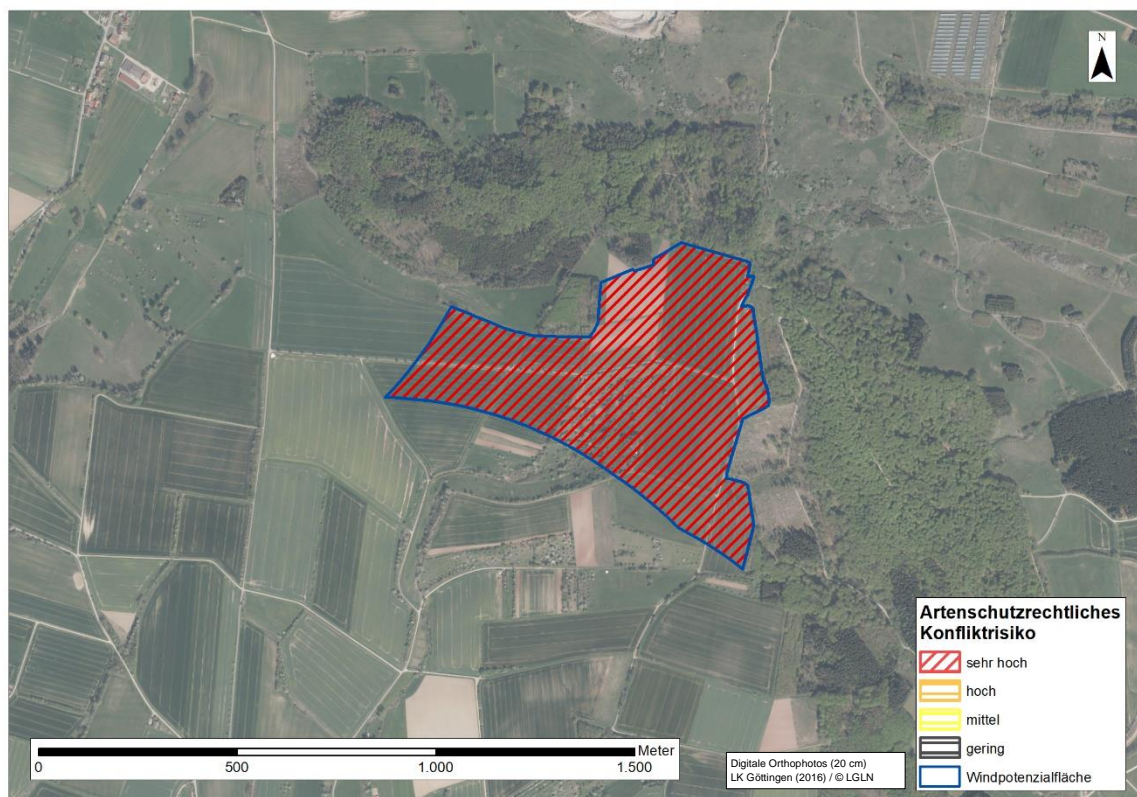 N
Artenschutzrechtliches
Konfliktrisiko
sehr hoch
hoch
mittel
gering
Windpotenzialfläche
Meter
0 500 1.000 1.500
Digitale Orthophotos (20 cm)
LK Göttingen (2016) / © LGLN